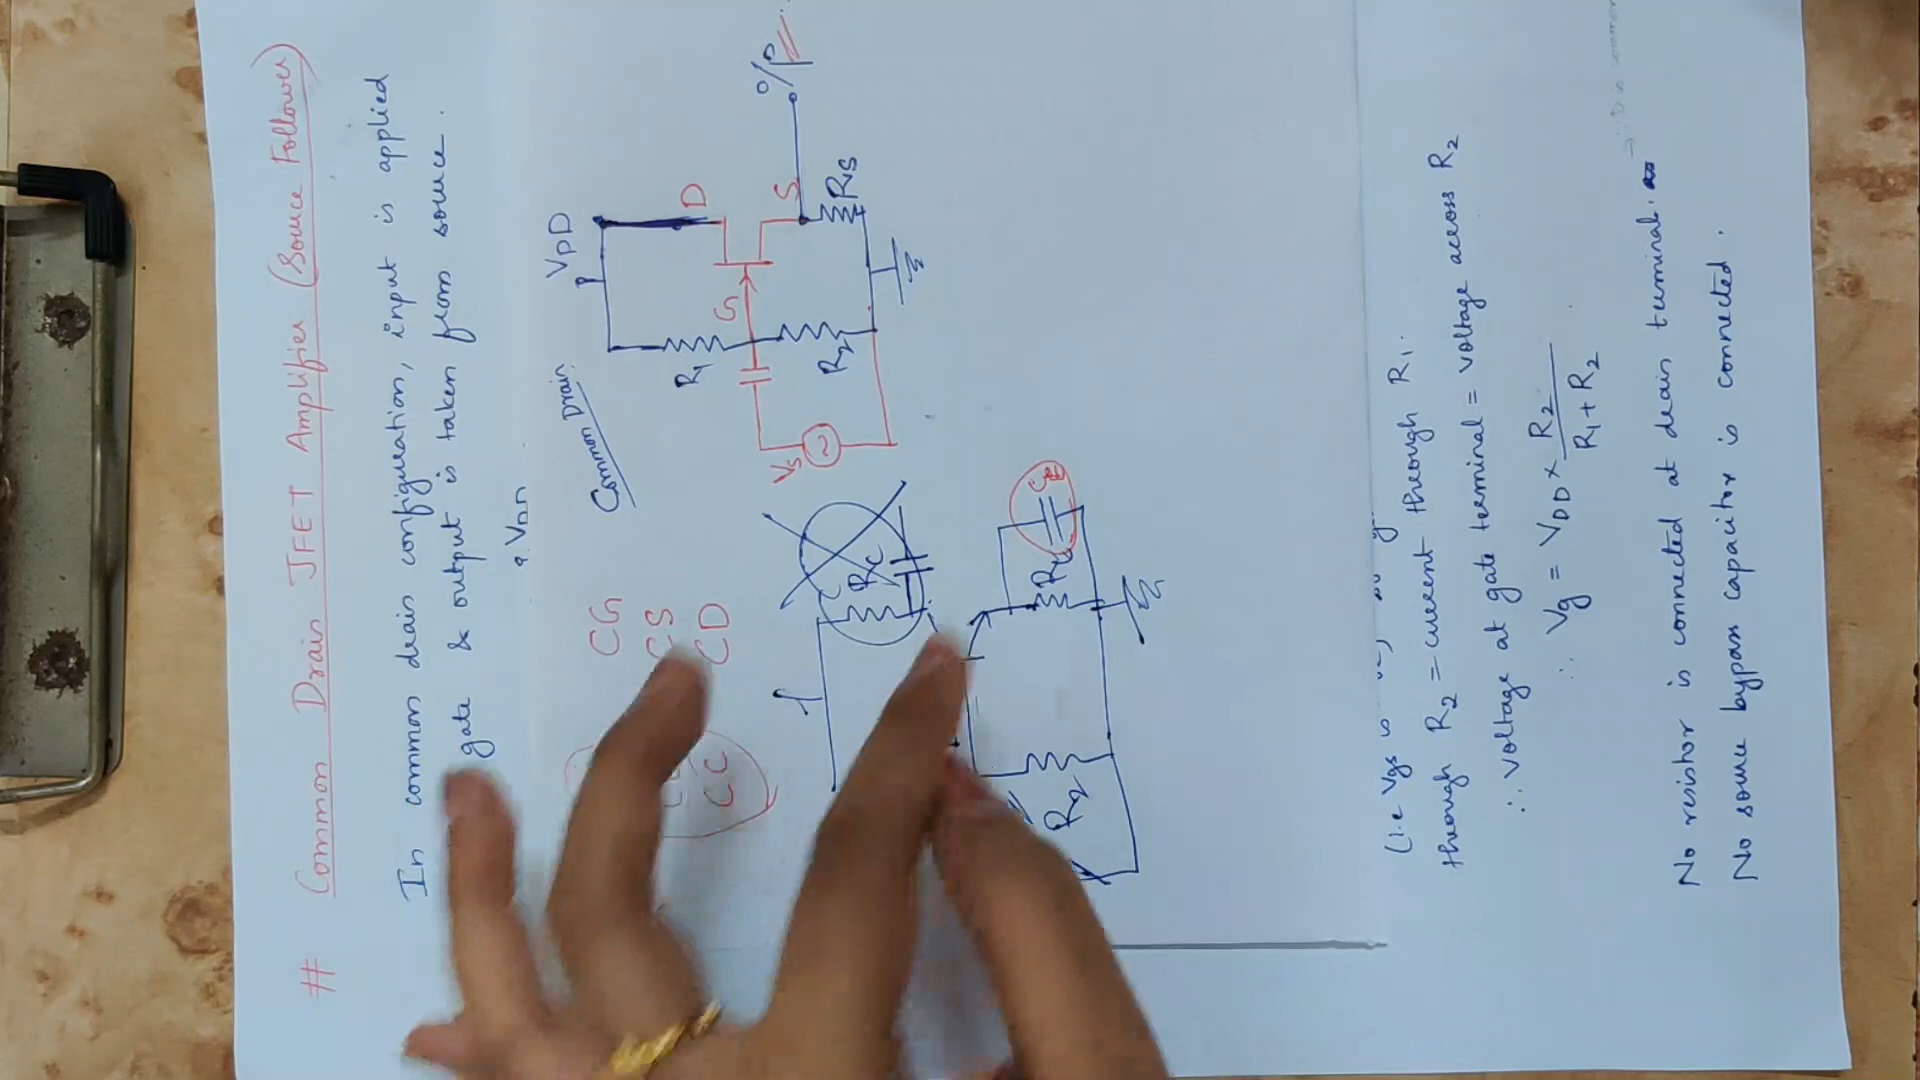 # Common Drain JFET Amplifier (Source Follower)
In common drain configuration, input is applied
gate & output is taken from source.
VDD
VDD
Common Drain
D
G
S
R1
R2
RS
Vs
o/p
CG
CS
CD
CC
RC
R2
CE
(i.e Vgs is
through R2 = current through R1.
∴ voltage at gate terminal = voltage across R2
∴ Vg = VDD × R2 / R1 + R2
No resistor is connected at drain terminal.
No source bypass capacitor is connected.